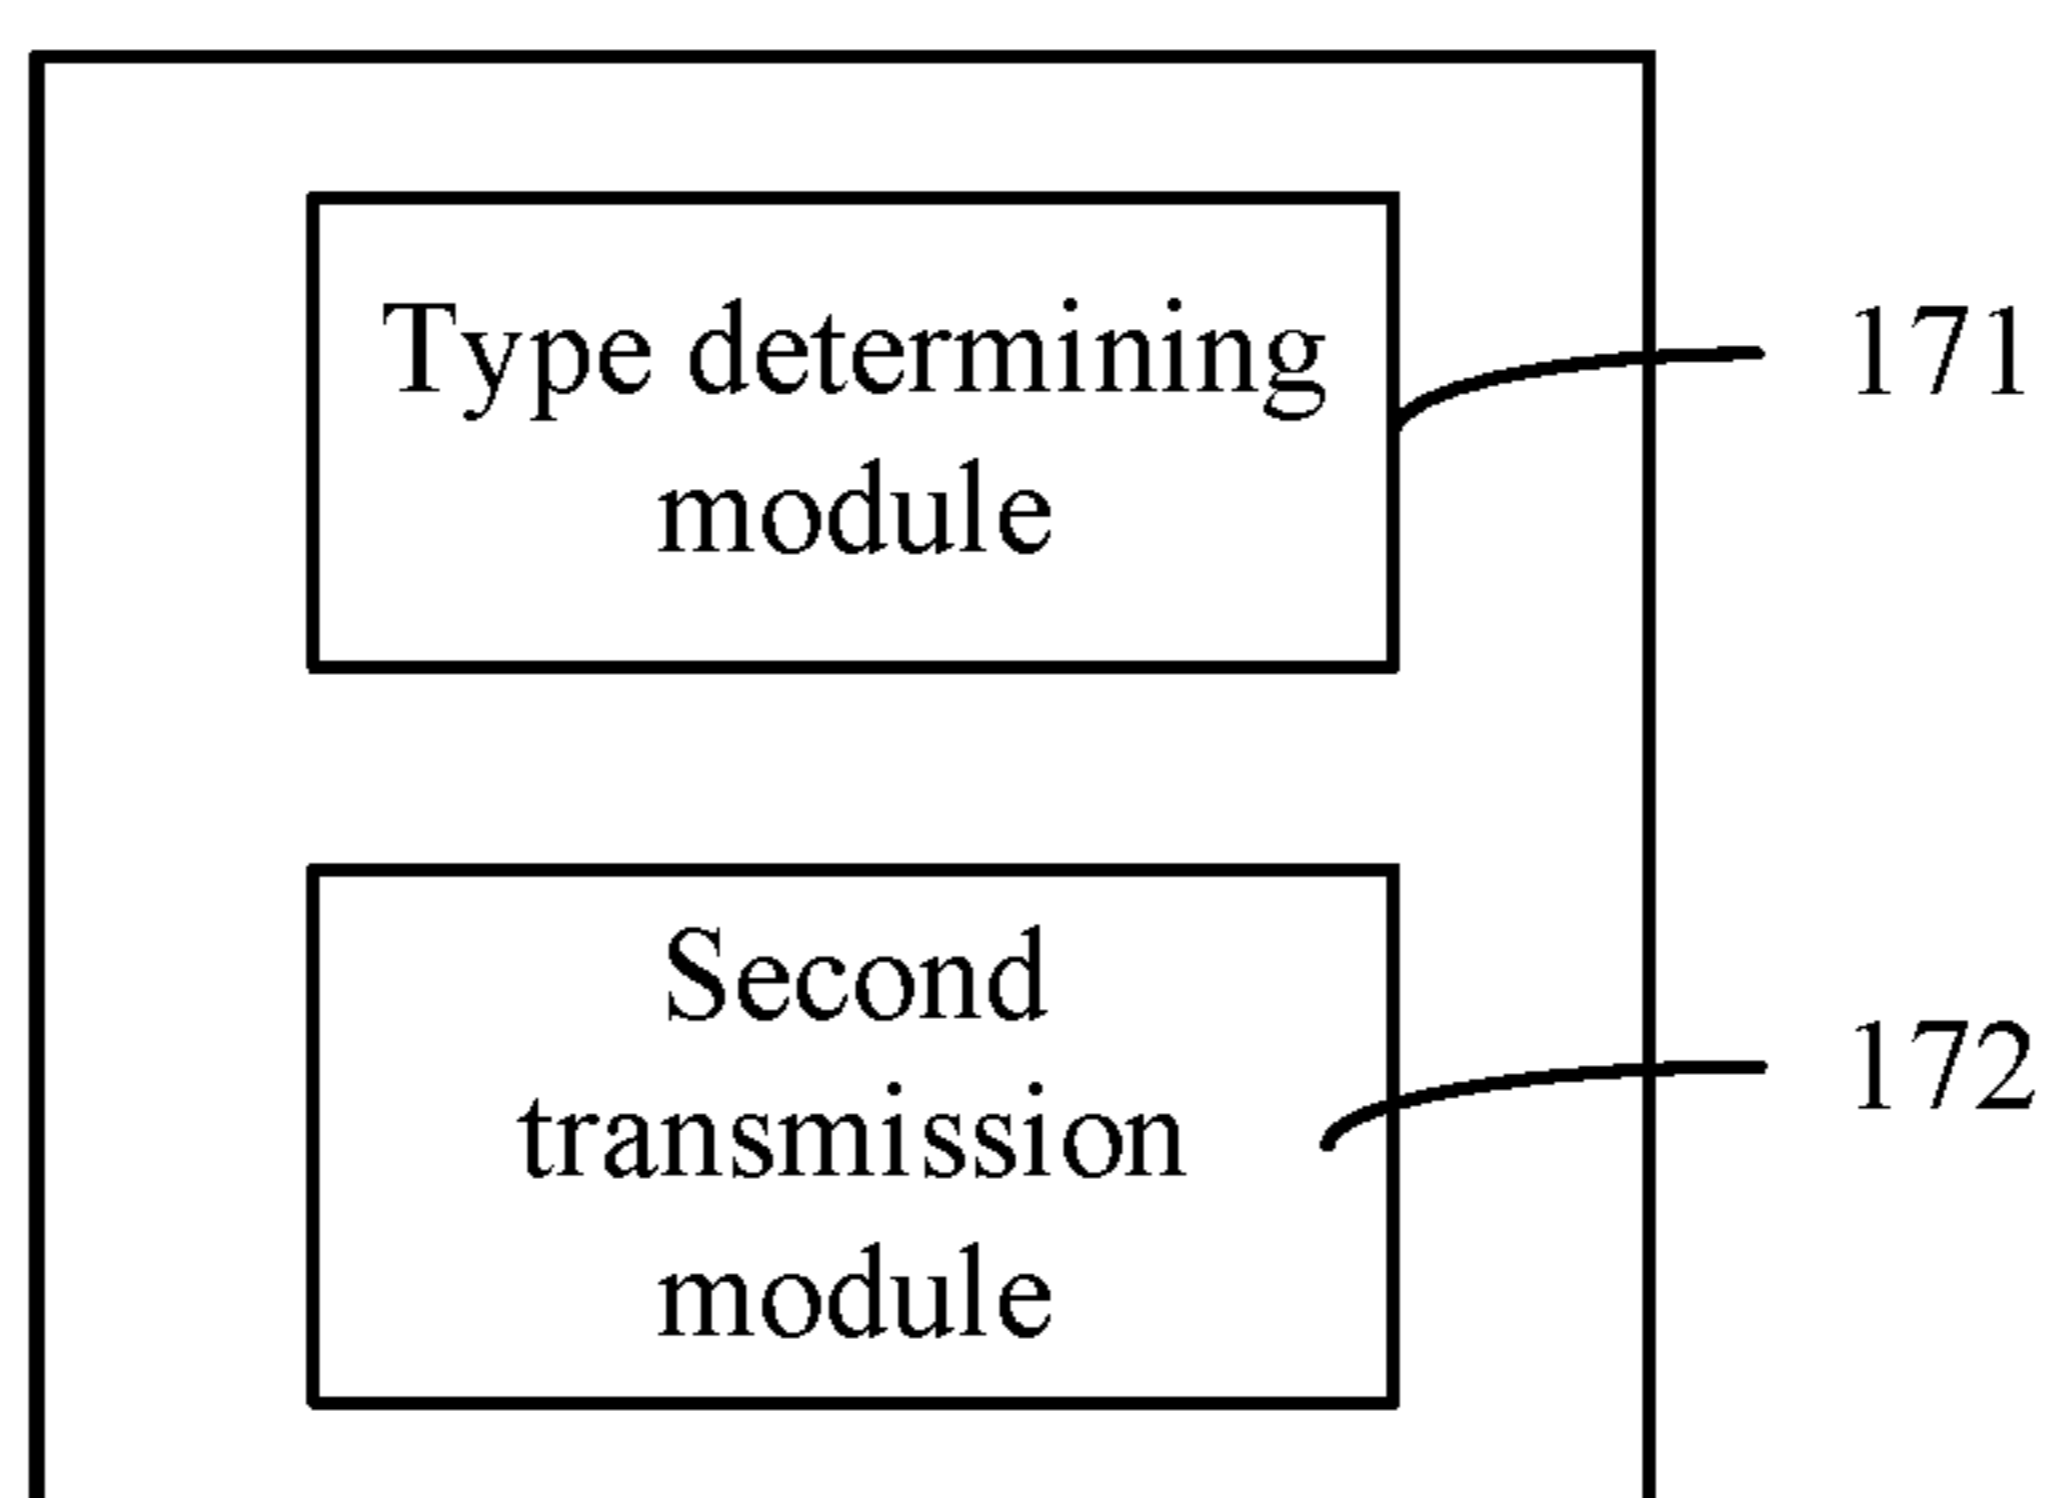 Type determining
module
171
Second
transmission
module
172